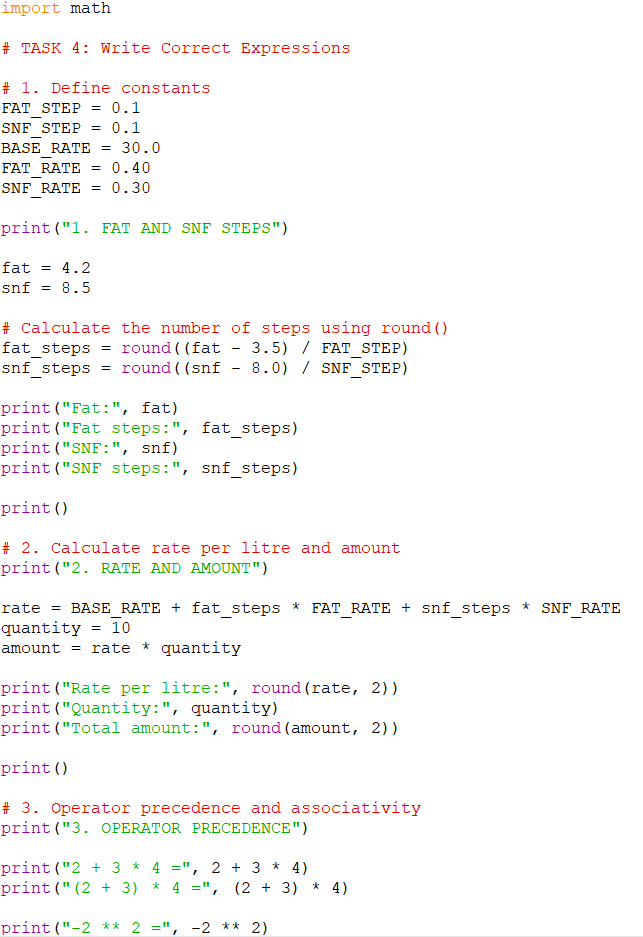 import math
# TASK 4: Write Correct Expressions
# 1. Define constants
FAT_STEP = 0.1
SNF_STEP = 0.1
BASE_RATE = 30.0
FAT_RATE = 0.40
SNF_RATE = 0.30
print("1. FAT AND SNF STEPS")
fat = 4.2
snf = 8.5
# Calculate the number of steps using round()
fat_steps = round((fat - 3.5) / FAT_STEP)
snf_steps = round((snf - 8.0) / SNF_STEP)
print("Fat:", fat)
print("Fat steps:", fat_steps)
print("SNF:", snf)
print("SNF steps:", snf_steps)
print()
# 2. Calculate rate per litre and amount
print("2. RATE AND AMOUNT")
rate = BASE_RATE + fat_steps * FAT_RATE + snf_steps * SNF_RATE
quantity = 10
amount = rate * quantity
print("Rate per litre:", round(rate, 2))
print("Quantity:", quantity)
print("Total amount:", round(amount, 2))
print()
# 3. Operator precedence and associativity
print("3. OPERATOR PRECEDENCE")
print("2 + 3 * 4 =", 2 + 3 * 4)
print("(2 + 3) * 4 =", (2 + 3) * 4)
print("-2 ** 2 =", -2 ** 2)